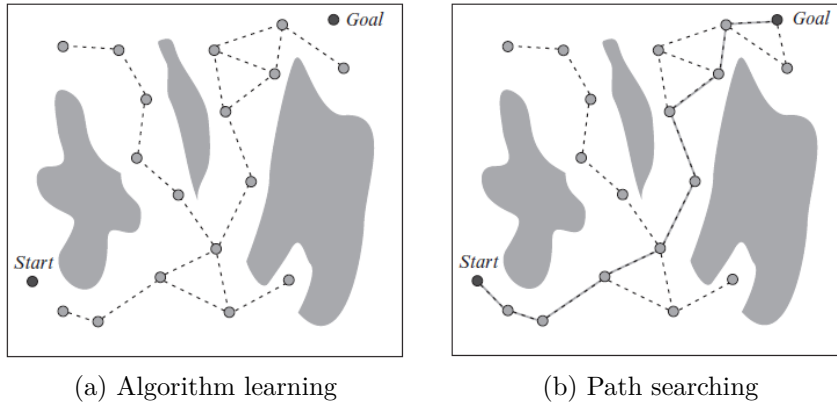 Goal
Goal
Start
Start
(a) Algorithm learning
(b) Path searching